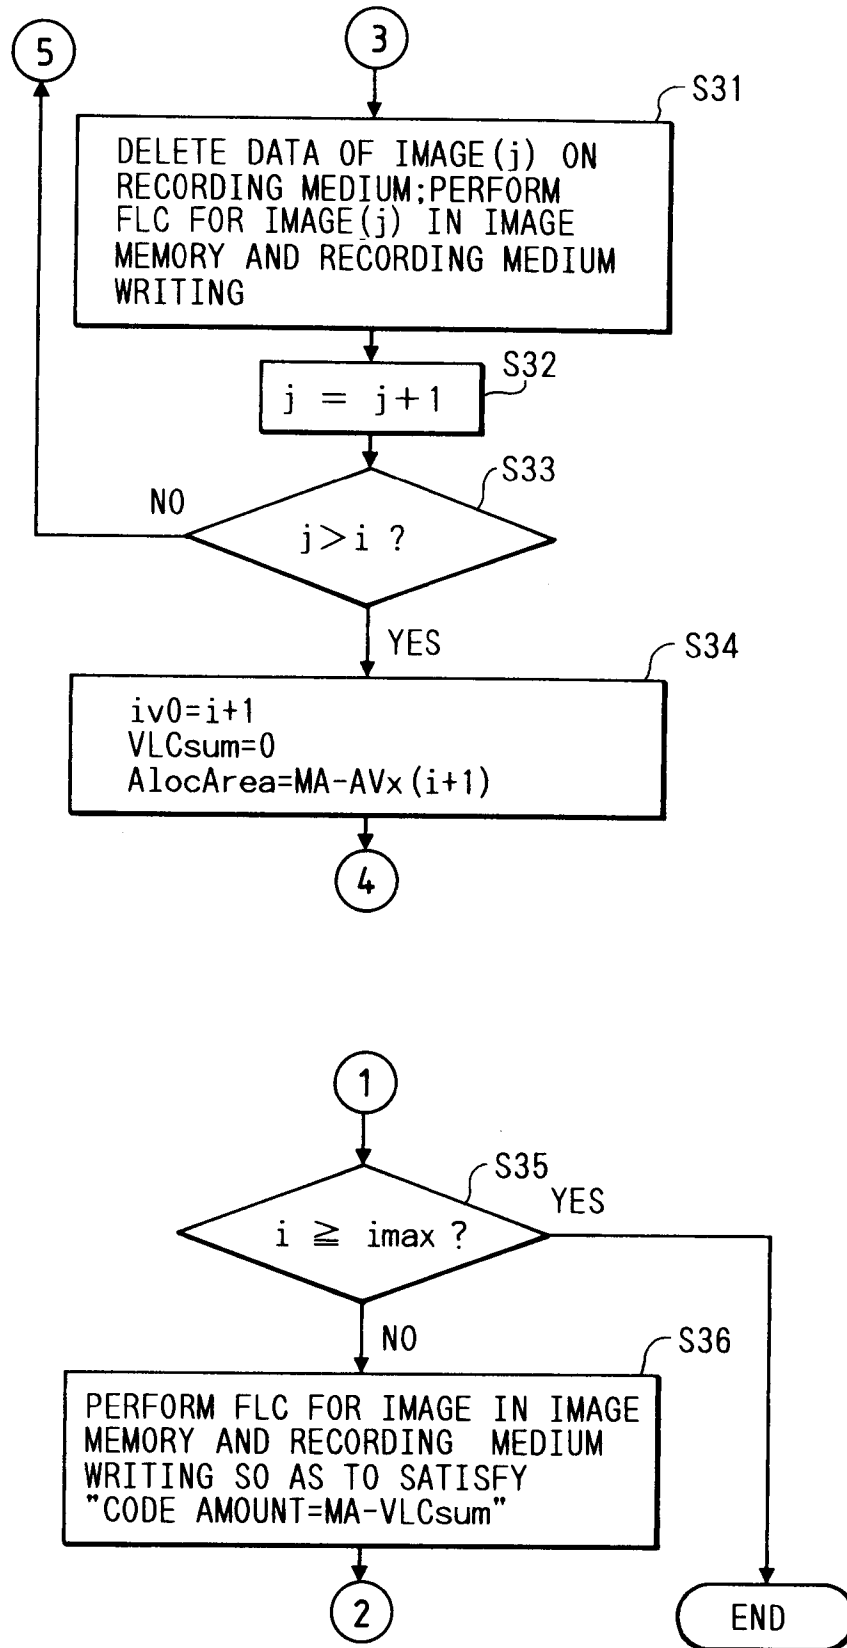 5
3
S31
DELETE DATA OF IMAGE(j) ON
RECORDING MEDIUM;PERFORM
FLC FOR IMAGE(j) IN IMAGE
MEMORY AND RECORDING MEDIUM
WRITING
S32
j = j+1
S33
NO
j>i ?
YES
S34
iv0=i+1
VLCsum=0
AlocArea=MA-AVx(i+1)
4
1
S35
YES
i ≧ imax ?
NO
S36
PERFORM FLC FOR IMAGE IN IMAGE
MEMORY AND RECORDING MEDIUM
WRITING SO AS TO SATISFY
"CODE AMOUNT=MA-VLCsum"
2
END